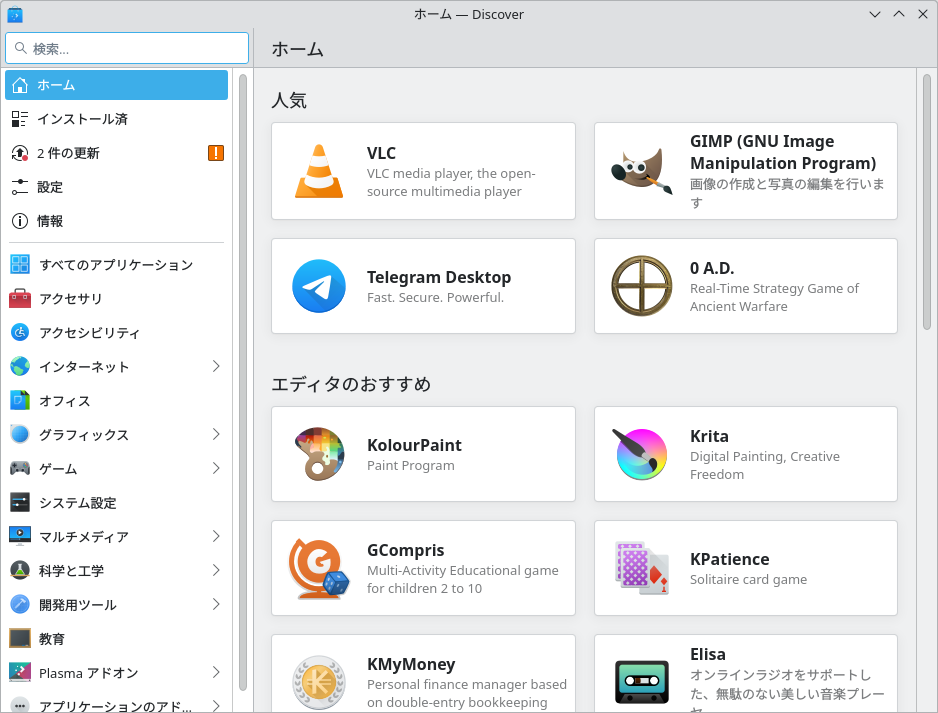 ホーム — Discover
検索...
ホーム
ホーム
インストール済
2 件の更新
設定
情報
すべてのアプリケーション
アクセサリ
アクセシビリティ
インターネット
オフィス
グラフィックス
ゲーム
システム設定
マルチメディア
科学と工学
開発用ツール
教育
Plasma アドオン
アプリケーションのアド...
人気
VLC
VLC media player, the open-
source multimedia player
GIMP (GNU Image
Manipulation Program)
画像の作成と写真の編集を行いま
す
Telegram Desktop
Fast. Secure. Powerful.
0 A.D.
Real-Time Strategy Game of
Ancient Warfare
エディタのおすすめ
KolourPaint
Paint Program
Krita
Digital Painting, Creative
Freedom
GCompris
Multi-Activity Educational game
for children 2 to 10
KPatience
Solitaire card game
KMyMoney
Personal finance manager based
on double-entry bookkeeping
Elisa
オンラインラジオをサポートし
た、無駄のない美しい音楽プレー